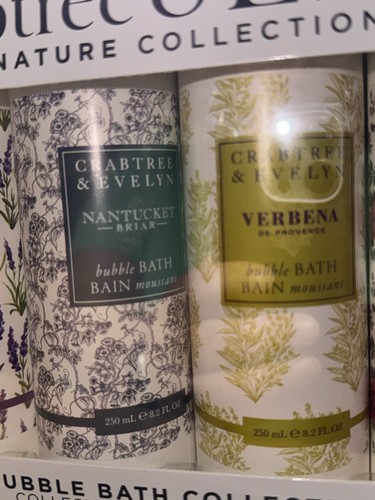 NATURE COLLECTION
CRABTREE
& EVELYN
NANTUCKET
BRIAR
bubble BATH
BAIN moussant
250 mL ℮ 8.2 FL OZ
CRABTREE
& EVELYN
VERBENA
DE PROVENCE
bubble BATH
BAIN moussant
250 mL ℮ 8.2 FL OZ
UBBLE BATH COLLEC